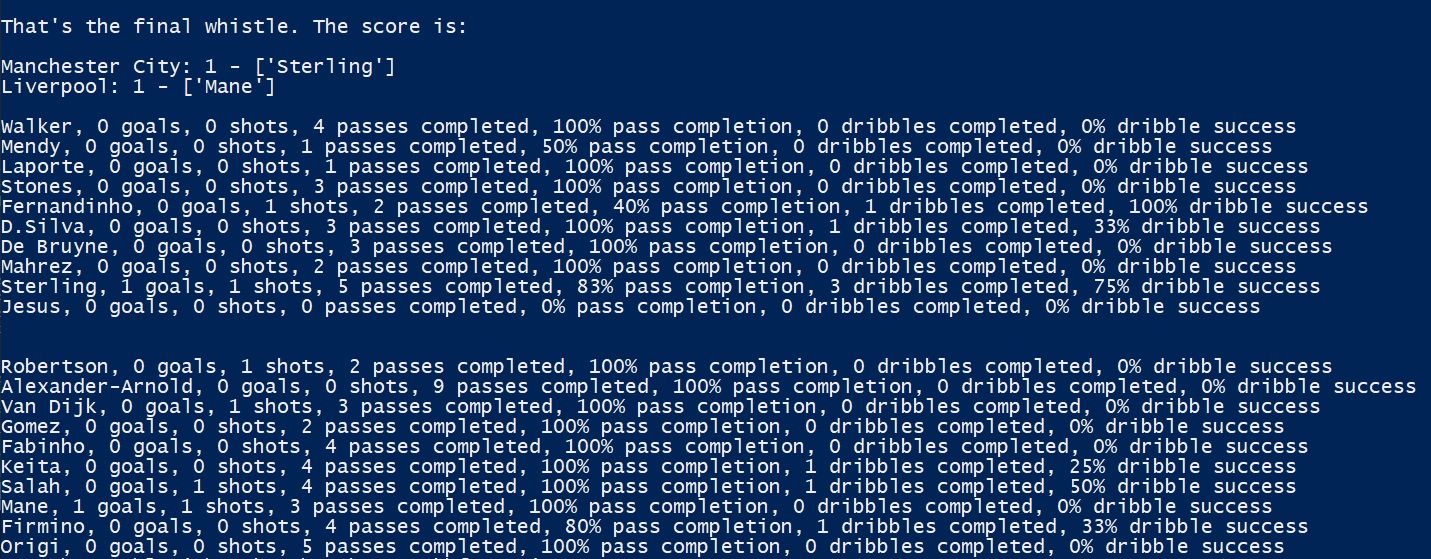 That's the final whistle. The score is:
Manchester City: 1 - ['Sterling']
Liverpool: 1 - ['Mane']
Walker, 0 goals, 0 shots, 4 passes completed, 100% pass completion, 0 dribbles completed, 0% dribble success
Mendy, 0 goals, 0 shots, 1 passes completed, 50% pass completion, 0 dribbles completed, 0% dribble success
Laporte, 0 goals, 0 shots, 1 passes completed, 100% pass completion, 0 dribbles completed, 0% dribble success
Stones, 0 goals, 0 shots, 3 passes completed, 100% pass completion, 0 dribbles completed, 0% dribble success
Fernandinho, 0 goals, 1 shots, 2 passes completed, 40% pass completion, 1 dribbles completed, 100% dribble success
D.Silva, 0 goals, 0 shots, 3 passes completed, 100% pass completion, 1 dribbles completed, 33% dribble success
De Bruyne, 0 goals, 0 shots, 3 passes completed, 100% pass completion, 0 dribbles completed, 0% dribble success
Mahrez, 0 goals, 0 shots, 2 passes completed, 100% pass completion, 0 dribbles completed, 0% dribble success
Sterling, 1 goals, 1 shots, 5 passes completed, 83% pass completion, 3 dribbles completed, 75% dribble success
Jesus, 0 goals, 0 shots, 0 passes completed, 0% pass completion, 0 dribbles completed, 0% dribble success
Robertson, 0 goals, 1 shots, 2 passes completed, 100% pass completion, 0 dribbles completed, 0% dribble success
Alexander-Arnold, 0 goals, 0 shots, 9 passes completed, 100% pass completion, 0 dribbles completed, 0% dribble success
Van Dijk, 0 goals, 1 shots, 3 passes completed, 100% pass completion, 0 dribbles completed, 0% dribble success
Gomez, 0 goals, 0 shots, 2 passes completed, 100% pass completion, 0 dribbles completed, 0% dribble success
Fabinho, 0 goals, 0 shots, 4 passes completed, 100% pass completion, 0 dribbles completed, 0% dribble success
Keita, 0 goals, 0 shots, 4 passes completed, 100% pass completion, 1 dribbles completed, 25% dribble success
Salah, 0 goals, 1 shots, 4 passes completed, 100% pass completion, 1 dribbles completed, 50% dribble success
Mane, 1 goals, 1 shots, 3 passes completed, 100% pass completion, 0 dribbles completed, 0% dribble success
Firmino, 0 goals, 0 shots, 4 passes completed, 80% pass completion, 1 dribbles completed, 33% dribble success
Origi, 0 goals, 0 shots, 5 passes completed, 100% pass completion, 0 dribbles completed, 0% dribble success